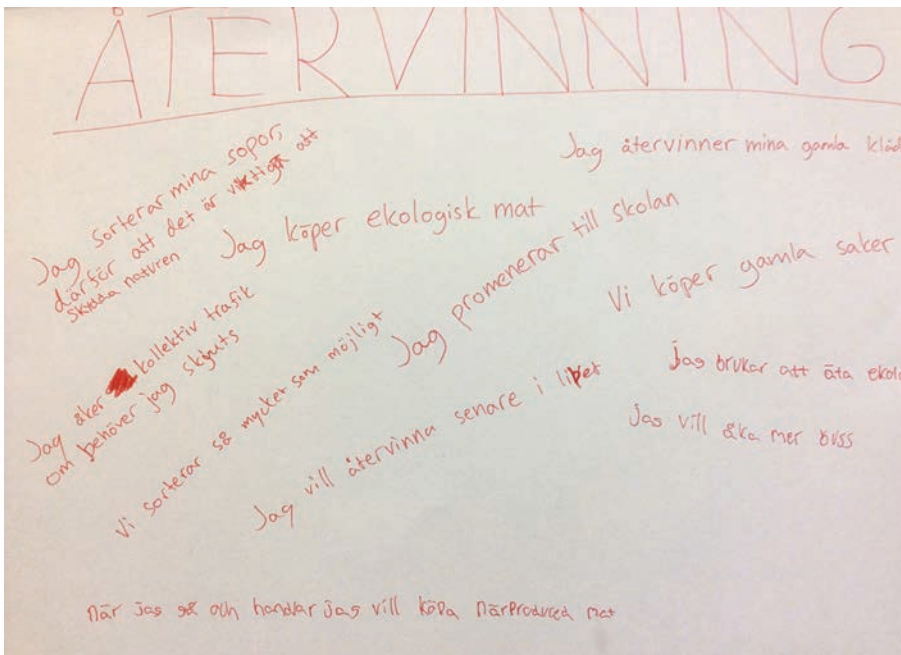 ÅTERVINNING
Jag sorterar mina sopor,
därför att det är viktigt att
skydda naturen
Jag återvinner mina gamla kläd
Jag köper ekologisk mat
Jag promenerar till skolan
Vi köper gamla saker
Jag åker kollektiv trafik
om behöver jag skjuts
Vi sorterar så mycket som möjligt
Jag vill återvinna senare i livet
jag brukar att äta ekolo
Jag vill åka mer buss
när jag gå och handlar jag vill köpa närproduced mat